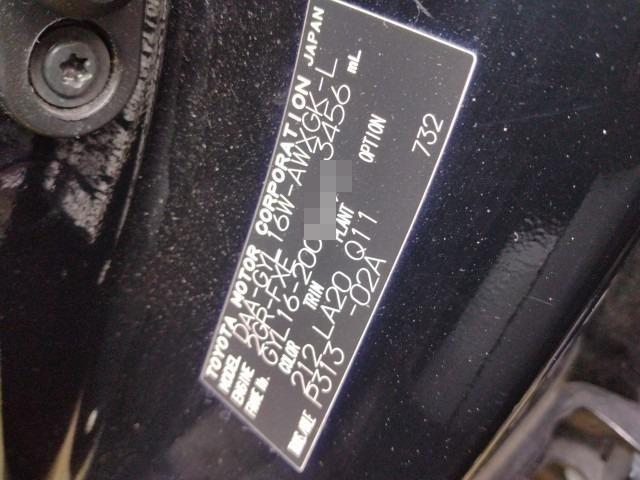 TOYOTA MOTOR CORPORATION JAPAN
MODEL DAA-GYL16W-AWXGK-L
ENGINE 2GR-FXE 3456 mL
FRAME No. GYL16-200
COLOR TRIM PLANT OPTION
212 LA20 Q11
TRANS./AXLE P313 -02A 732